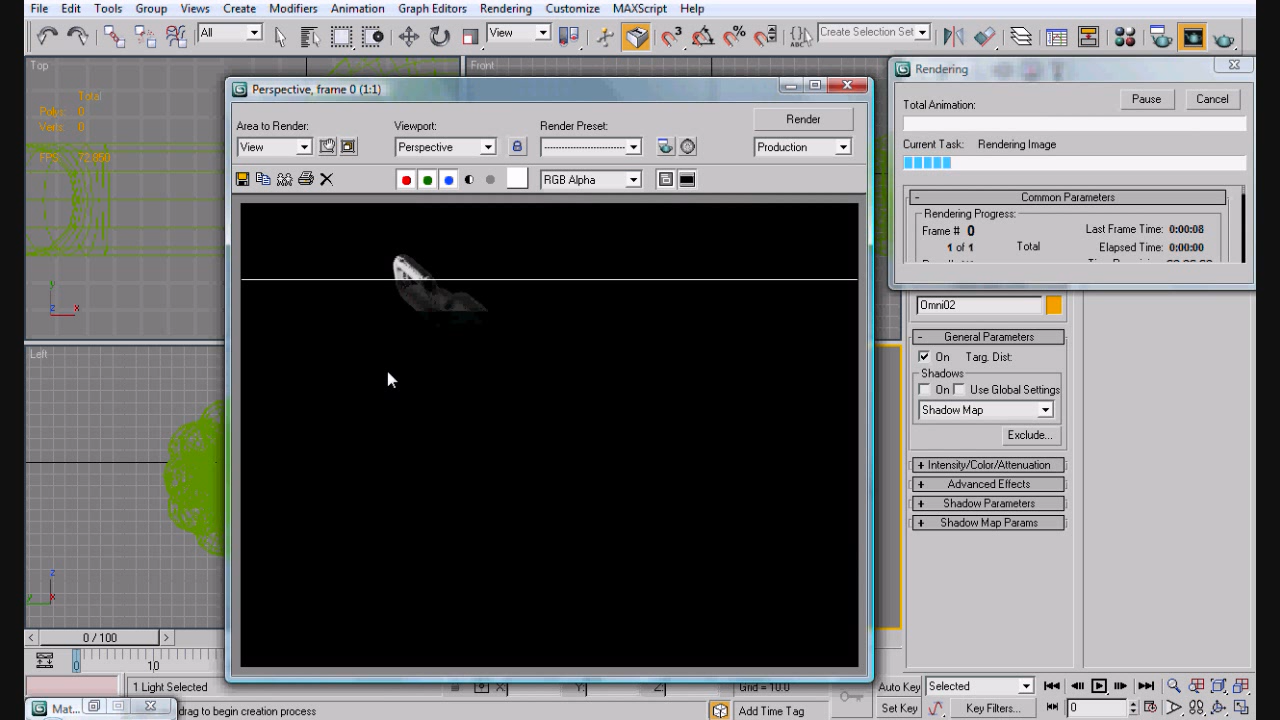 File Edit Tools Group Views Create Modifiers Animation Graph Editors Rendering Customize MAXScript Help
All View Create Selection Set
Top Front
Total
Polys: 0
Verts: 0
FPS: 72.850
Perspective, frame 0 (1:1)
Area to Render: Viewport: Render Preset: Render
View Perspective Production
RGB Alpha
Rendering
Total Animation: Pause Cancel
Current Task: Rendering Image
- Common Parameters
Rendering Progress:
Frame # 0 Last Frame Time: 0:00:08
1 of 1 Total Elapsed Time: 0:00:00
Omni02
- General Parameters
On Targ. Dist:
Shadows
On Use Global Settings
Shadow Map
Exclude...
+ Intensity/Color/Attenuation
+ Advanced Effects
+ Shadow Parameters
+ Shadow Map Params
y
z x
Left
z
y x
< 0 / 100 >
0 10
1 Light Selected X: Y: Z: Grid = 10.0 Auto Key Selected
Mat... drag to begin creation process Add Time Tag Set Key Key Filters... 0